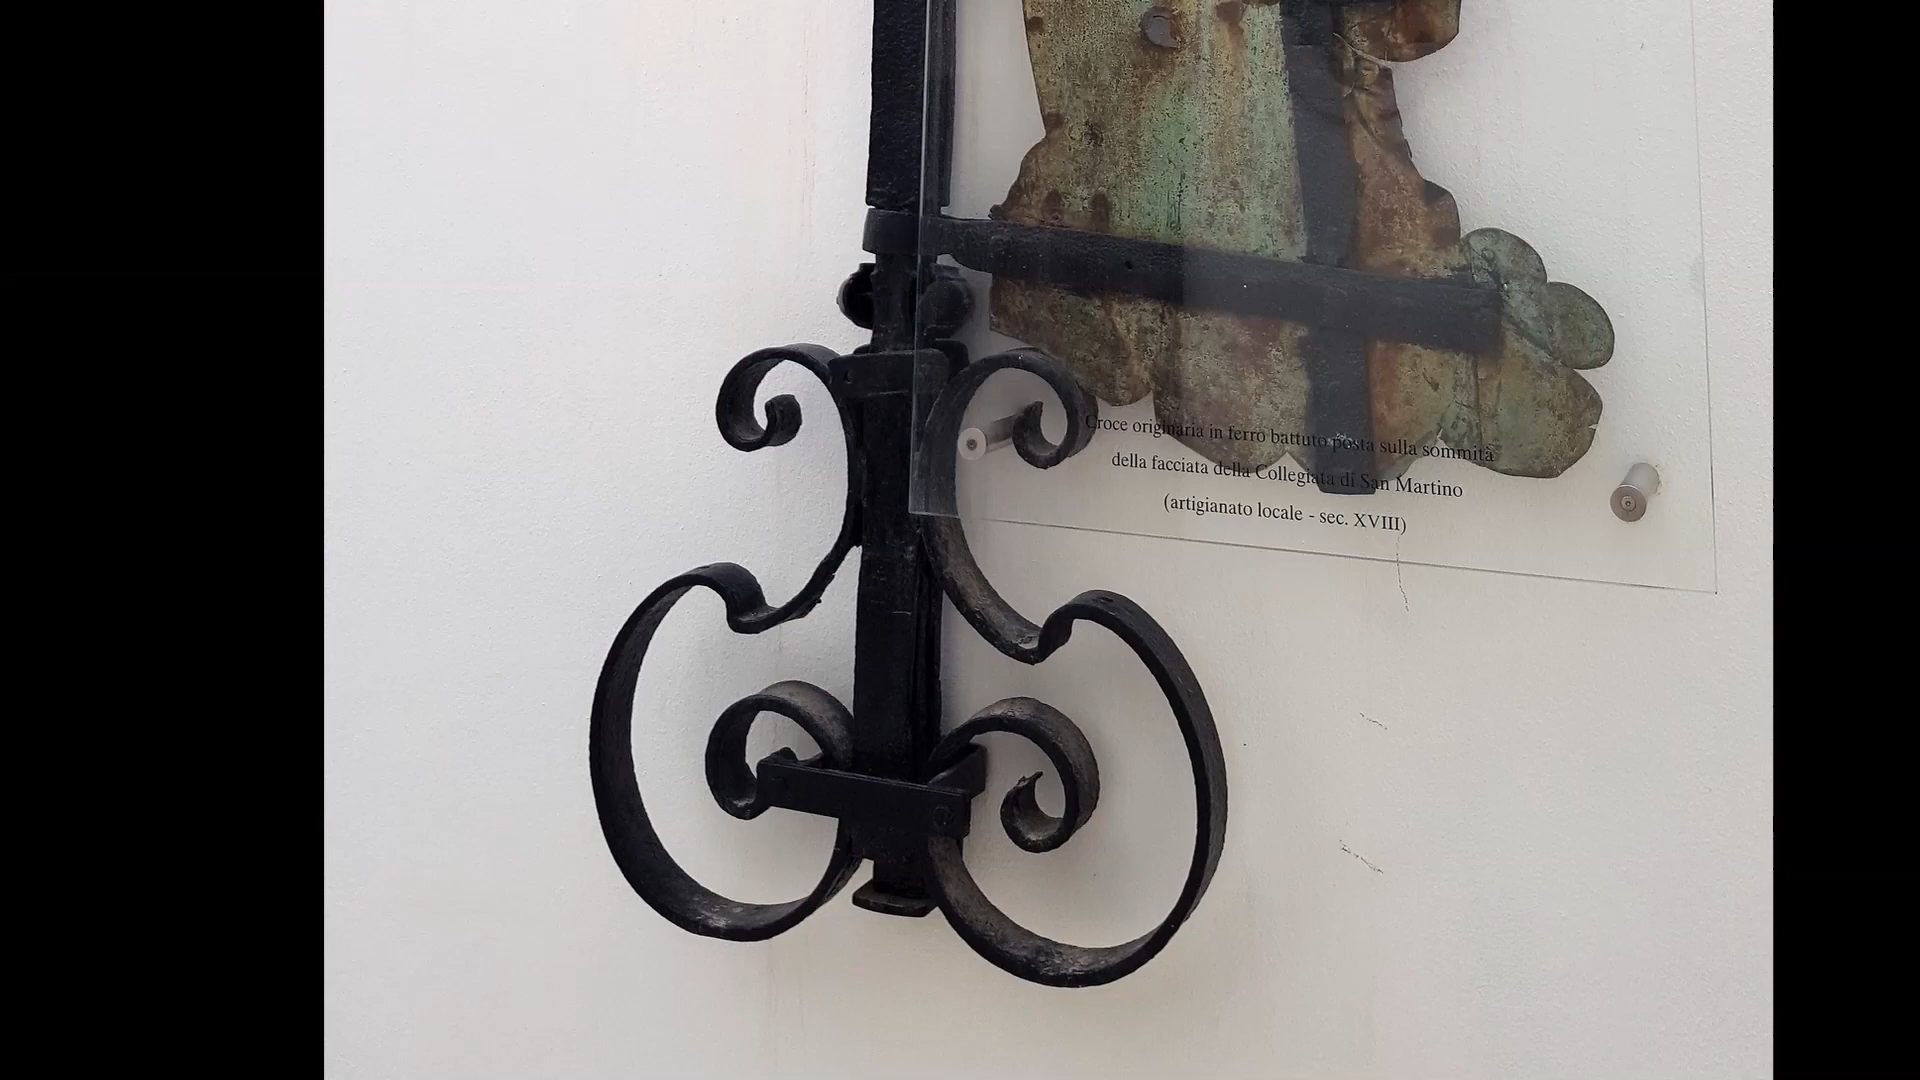 Croce originaria in ferro battuto posta sulla sommità
della facciata della Collegiata di San Martino
(artigianato locale - sec. XVIII)